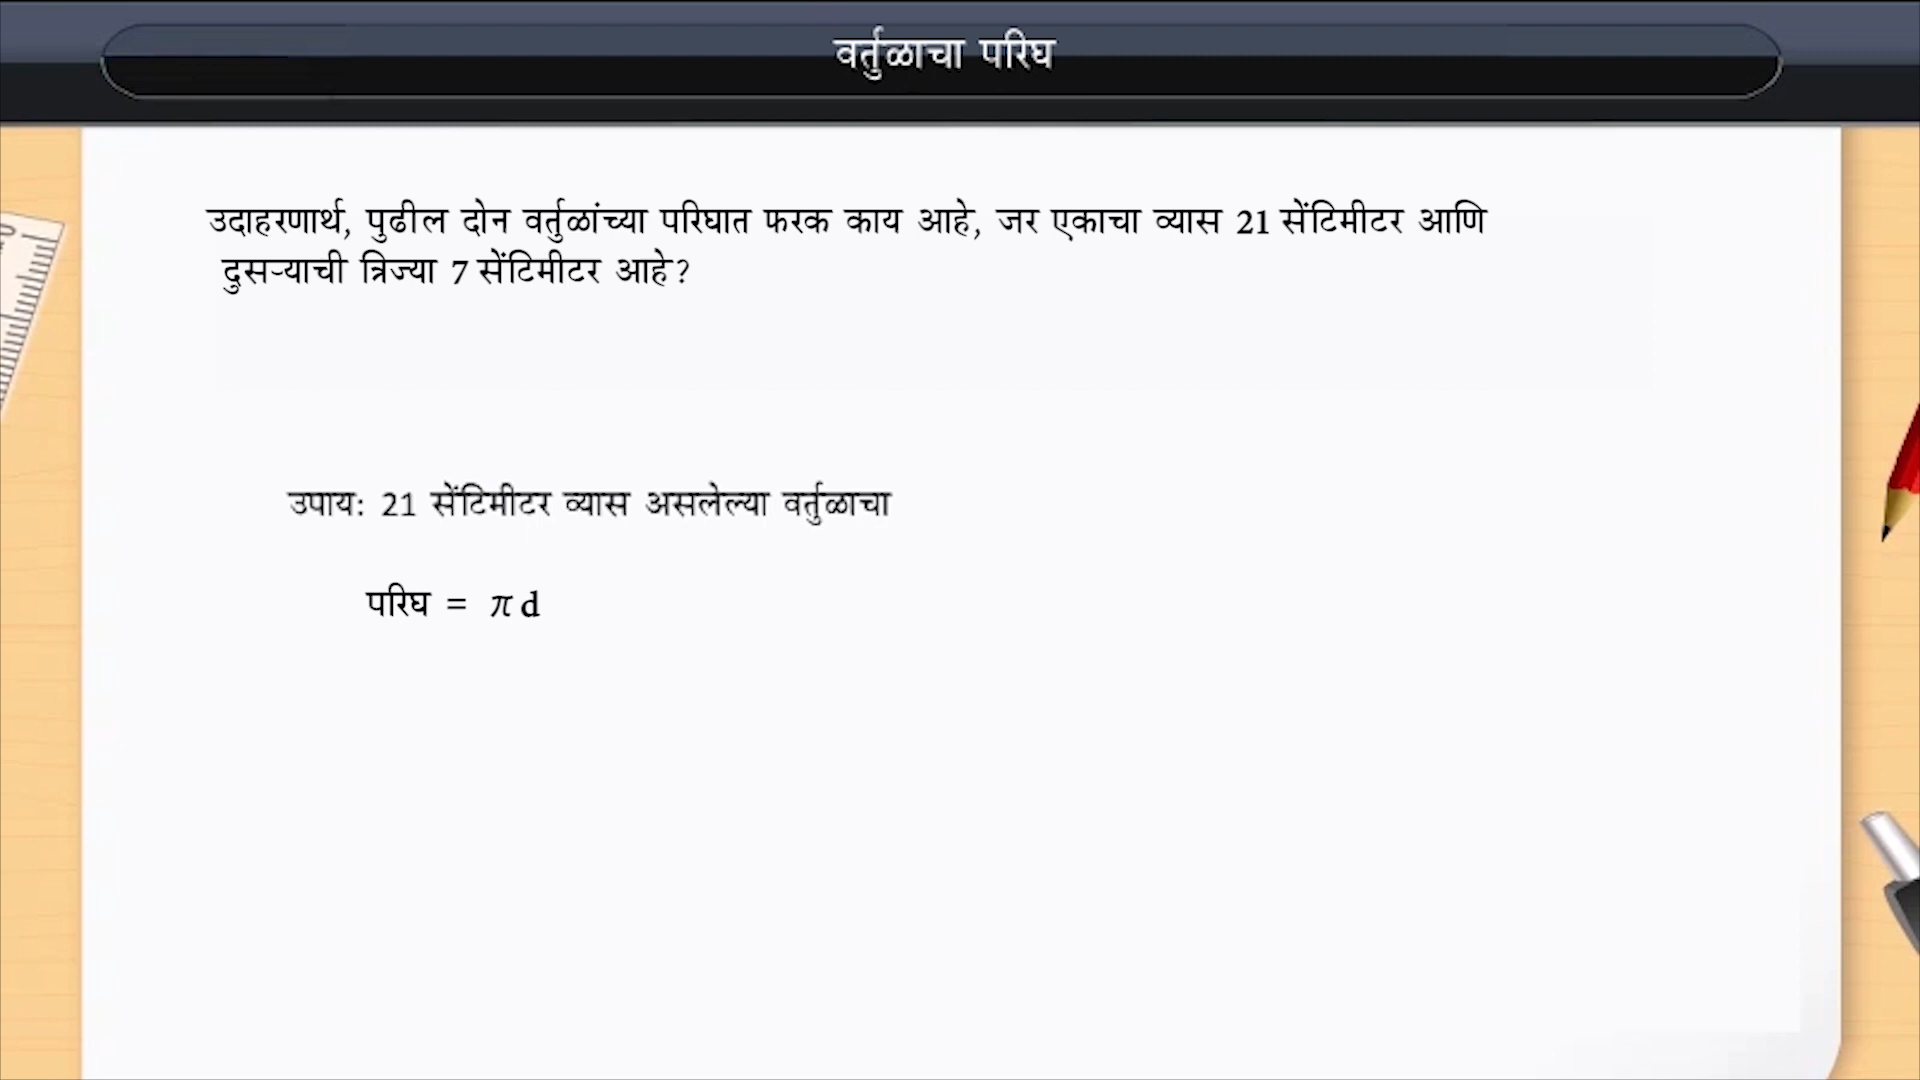 वर्तुळाचा परिघ
उदाहरणार्थ, पुढील दोन वर्तुळांच्या परिघात फरक काय आहे, जर एकाचा व्यास 21 सेंटिमीटर आणि
दुसऱ्याची त्रिज्या 7 सेंटिमीटर आहे?
उपाय: 21 सेंटिमीटर व्यास असलेल्या वर्तुळाचा
परिघ = π d